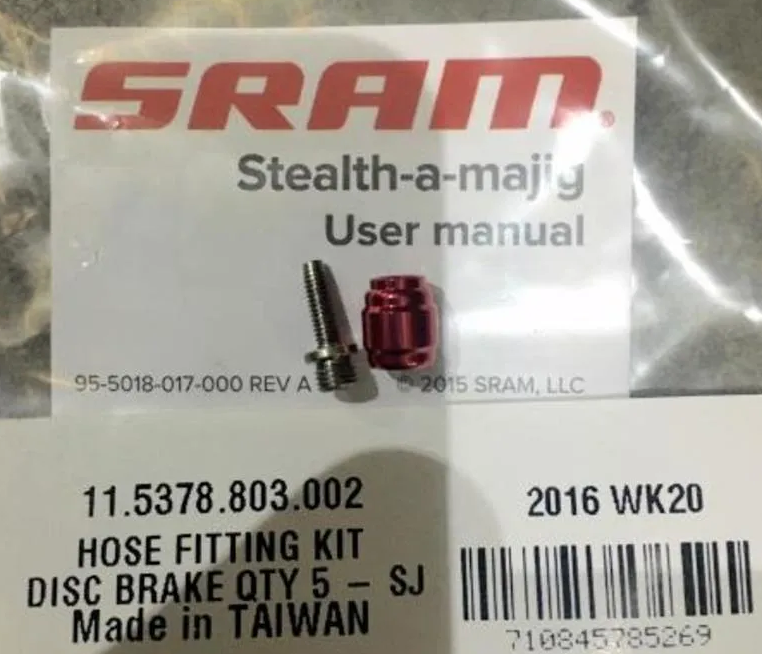 SRAM
Stealth-a-majig
User manual
95-5018-017-000 REV A
© 2015 SRAM, LLC
11.5378.803.002
2016 WK20
HOSE FITTING KIT
DISC BRAKE QTY 5 – SJ
Made in TAIWAN
710845785269